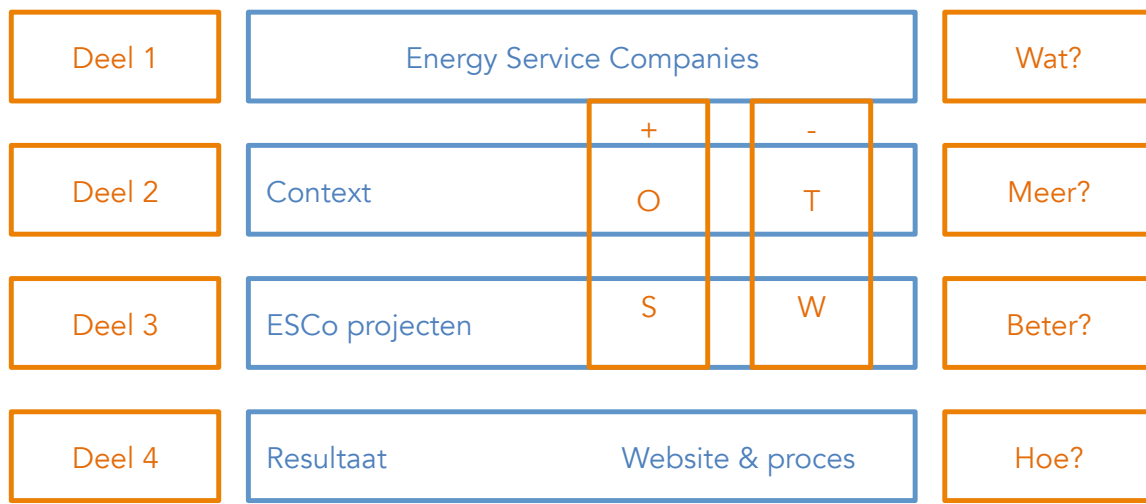 Deel 1
Energy Service Companies
Wat?
+
-
Deel 2
Context
O
T
Meer?
Deel 3
ESCo projecten
S
W
Beter?
Deel 4
Resultaat
Website & proces
Hoe?